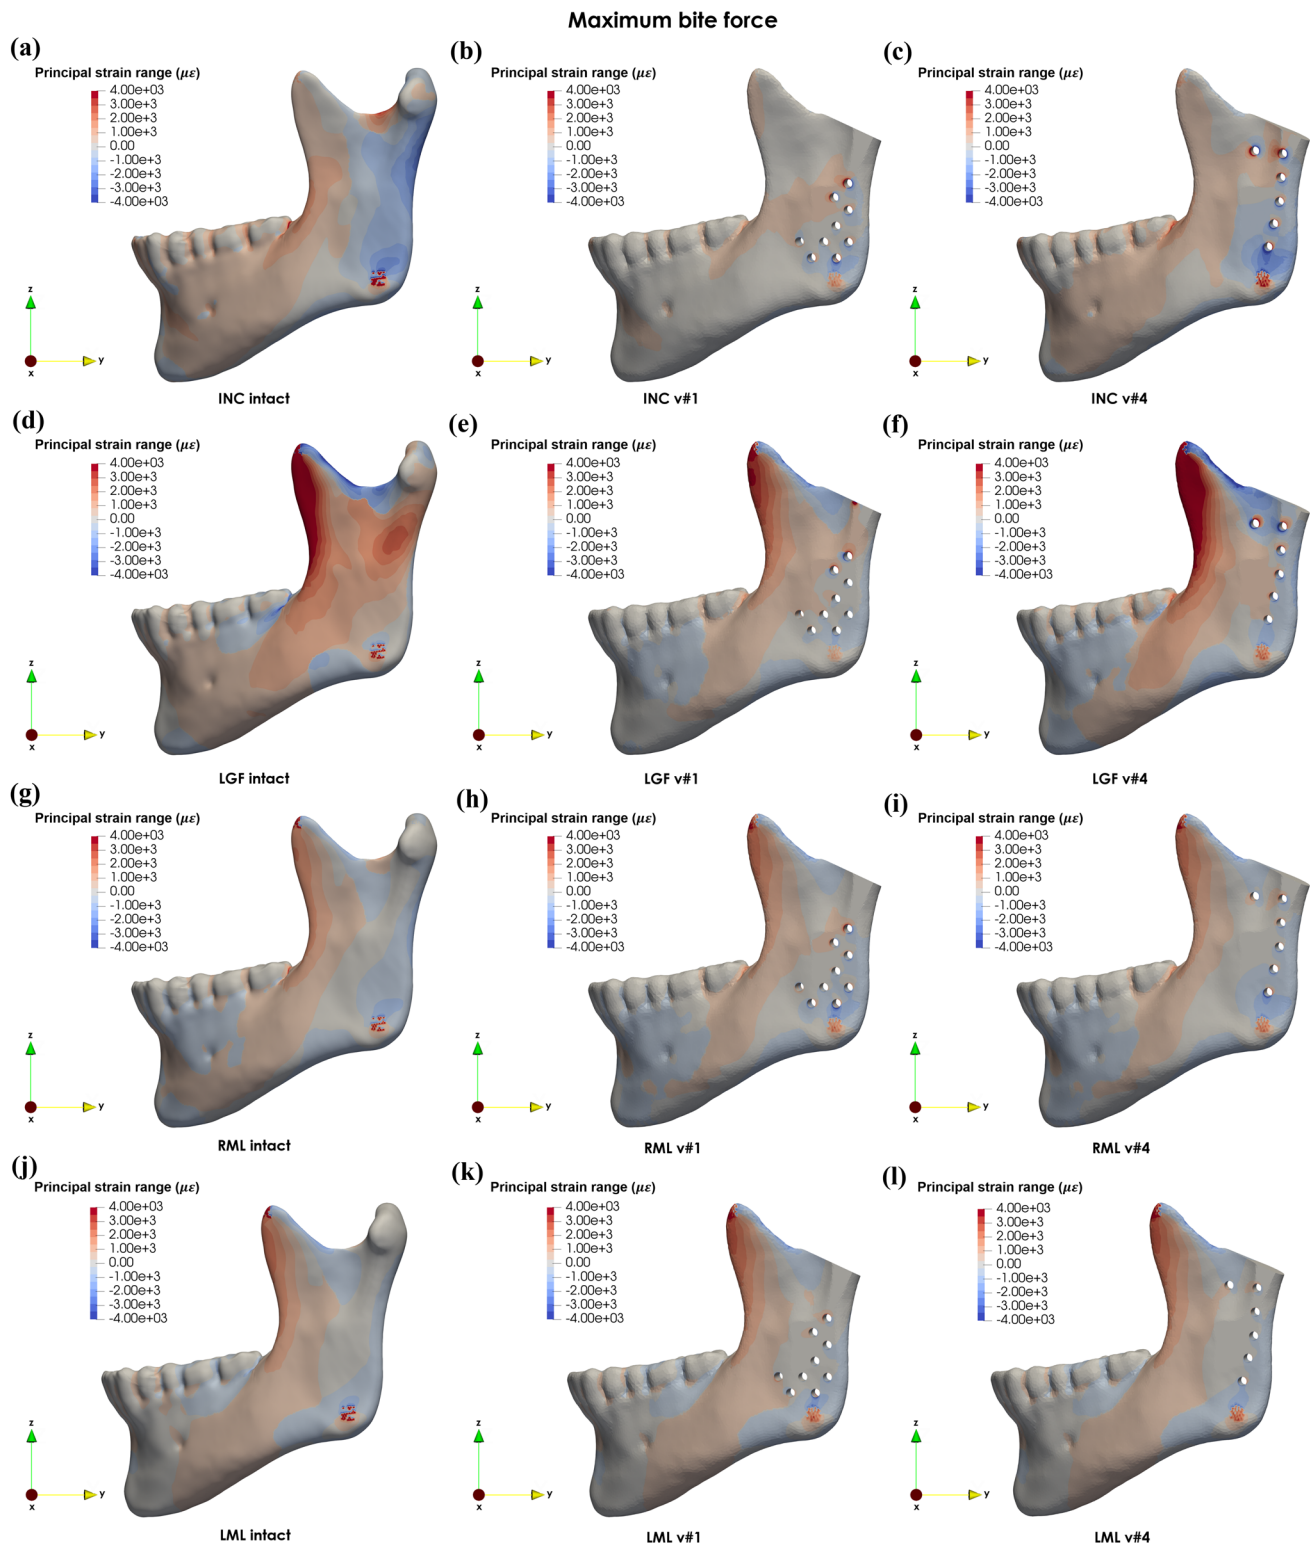 Maximum bite force
(a)
Principal strain range (με)
4.00e+03
3.00e+3
2.00e+3
1.00e+3
0.00
-1.00e+3
-2.00e+3
-3.00e+3
-4.00e+03
z
y
x
INC intact
(b)
Principal strain range (με)
4.00e+03
3.00e+3
2.00e+3
1.00e+3
0.00
-1.00e+3
-2.00e+3
-3.00e+3
-4.00e+03
z
y
x
INC v#1
(c)
Principal strain range (με)
4.00e+03
3.00e+3
2.00e+3
1.00e+3
0.00
-1.00e+3
-2.00e+3
-3.00e+3
-4.00e+03
z
y
x
INC v#4
(d)
Principal strain range (με)
4.00e+03
3.00e+3
2.00e+3
1.00e+3
0.00
-1.00e+3
-2.00e+3
-3.00e+3
-4.00e+03
z
y
x
LGF intact
(e)
Principal strain range (με)
4.00e+03
3.00e+3
2.00e+3
1.00e+3
0.00
-1.00e+3
-2.00e+3
-3.00e+3
-4.00e+03
z
y
x
LGF v#1
(f)
Principal strain range (με)
4.00e+03
3.00e+3
2.00e+3
1.00e+3
0.00
-1.00e+3
-2.00e+3
-3.00e+3
-4.00e+03
z
y
x
LGF v#4
(g)
Principal strain range (με)
4.00e+03
3.00e+3
2.00e+3
1.00e+3
0.00
-1.00e+3
-2.00e+3
-3.00e+3
-4.00e+03
z
y
x
RML intact
(h)
Principal strain range (με)
4.00e+03
3.00e+3
2.00e+3
1.00e+3
0.00
-1.00e+3
-2.00e+3
-3.00e+3
-4.00e+03
z
y
x
RML v#1
(i)
Principal strain range (με)
4.00e+03
3.00e+3
2.00e+3
1.00e+3
0.00
-1.00e+3
-2.00e+3
-3.00e+3
-4.00e+03
z
y
x
RML v#4
(j)
Principal strain range (με)
4.00e+03
3.00e+3
2.00e+3
1.00e+3
0.00
-1.00e+3
-2.00e+3
-3.00e+3
-4.00e+03
z
y
x
LML intact
(k)
Principal strain range (με)
4.00e+03
3.00e+3
2.00e+3
1.00e+3
0.00
-1.00e+3
-2.00e+3
-3.00e+3
-4.00e+03
z
y
x
LML v#1
(l)
Principal strain range (με)
4.00e+03
3.00e+3
2.00e+3
1.00e+3
0.00
-1.00e+3
-2.00e+3
-3.00e+3
-4.00e+03
z
y
x
LML v#4